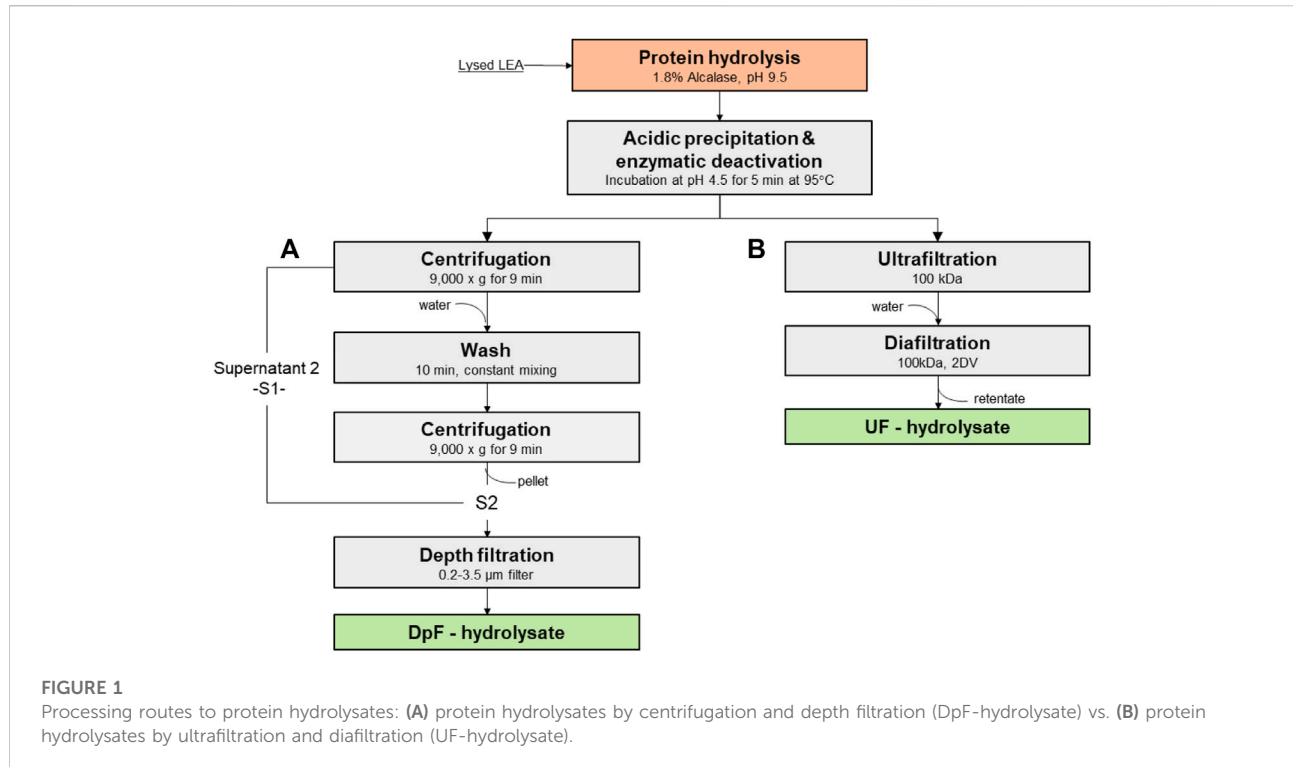 Lysed LEA
Protein hydrolysis
1.8% Alcalase, pH 9.5
Acidic precipitation &
enzymatic deactivation
Incubation at pH 4.5 for 5 min at 95°C
A
Centrifugation
9,000 x g for 9 min
water
Wash
10 min, constant mixing
Supernatant 2
-S1-
Centrifugation
9,000 x g for 9 min
pellet
S2
Depth filtration
0.2-3.5 µm filter
DpF - hydrolysate
B
Ultrafiltration
100 kDa
water
Diafiltration
100kDa, 2DV
retentate
UF - hydrolysate
FIGURE 1
Processing routes to protein hydrolysates: (A) protein hydrolysates by centrifugation and depth filtration (DpF-hydrolysate) vs. (B) protein
hydrolysates by ultrafiltration and diafiltration (UF-hydrolysate).